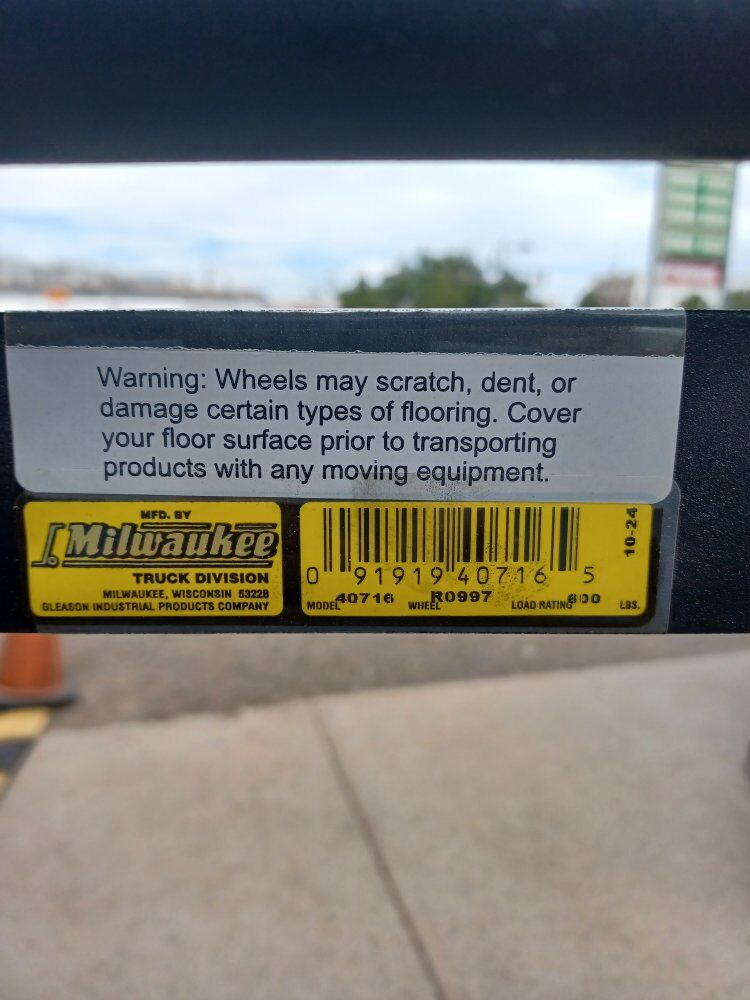 Warning: Wheels may scratch, dent, or
damage certain types of flooring. Cover
your floor surface prior to transporting
products with any moving equipment.
MFD. BY
Milwaukee
TRUCK DIVISION
MILWAUKEE, WISCONSIN 53228
GLEASON INDUSTRIAL PRODUCTS COMPANY
10-24
0 91919 40716 5
MODEL 40716 WHEEL R0997 LOAD RATING 600 LBS.